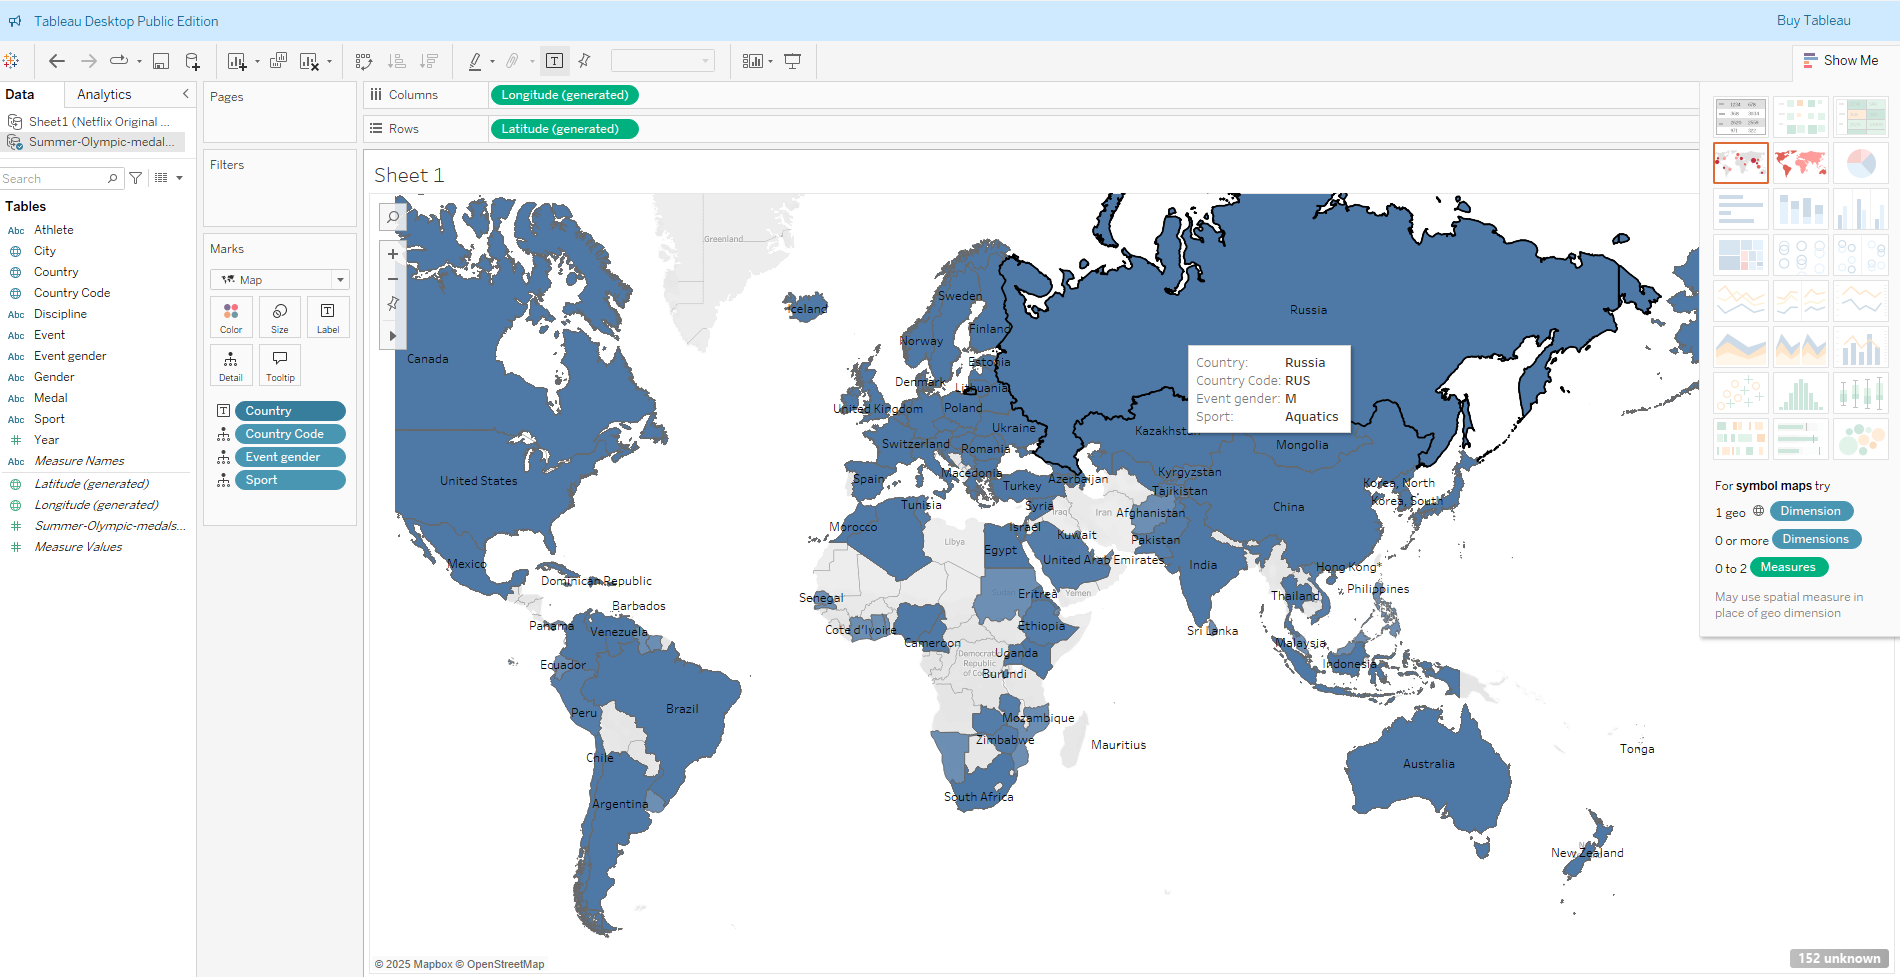 Tableau Desktop Public Edition
Buy Tableau
Show Me
Data
Analytics
Sheet1 (Netflix Original ...
Summer-Olympic-medal...
Search
Tables
Abc Athlete
City
Country
Country Code
Abc Discipline
Abc Event
Abc Event gender
Abc Gender
Abc Medal
Abc Sport
Year
Abc Measure Names
Latitude (generated)
Longitude (generated)
Summer-Olympic-medals...
Measure Values
Pages
Filters
Marks
Map
Color
Size
Label
Detail
Tooltip
Country
Country Code
Event gender
Sport
Columns
Longitude (generated)
Rows
Latitude (generated)
Sheet 1
Greenland
Iceland
Sweden
Finland
Norway
Estonia
Denmark
Lithuania
United Kingdom
Poland
Ukraine
Switzerland
Romania
Macedonia
Spain
Turkey
Azerbaijan
Russia
Country: Russia
Country Code: RUS
Event gender: M
Sport: Aquatics
Kazakhsta
Mongolia
Kyrgyzstan
Tajikistan
Korea, North
Korea, South
China
Canada
United States
Mexico
Dominican Republic
Barbados
Panama
Venezuela
Ecuador
Peru
Brazil
Chile
Argentina
Tunisia
Morocco
Syria
Iraq
Iran
Afghanistan
Israel
Kuwait
Pakistan
Libya
Egypt
United Arab Emirates
India
Hong Kong*
Philippines
Thailand
Senegal
Eritrea
Yemen
Cote d'Ivoire
Ethiopia
Cameroon
Uganda
Democratic
Republic
of Co
Burundi
Sri Lanka
Malaysia
Indonesia
Mozambique
Zimbabwe
Mauritius
South Africa
Australia
New Zealand
Tonga
For symbol maps try
1 geo Dimension
0 or more Dimensions
0 to 2 Measures
May use spatial measure in
place of geo dimension
© 2025 Mapbox © OpenStreetMap
152 unknown